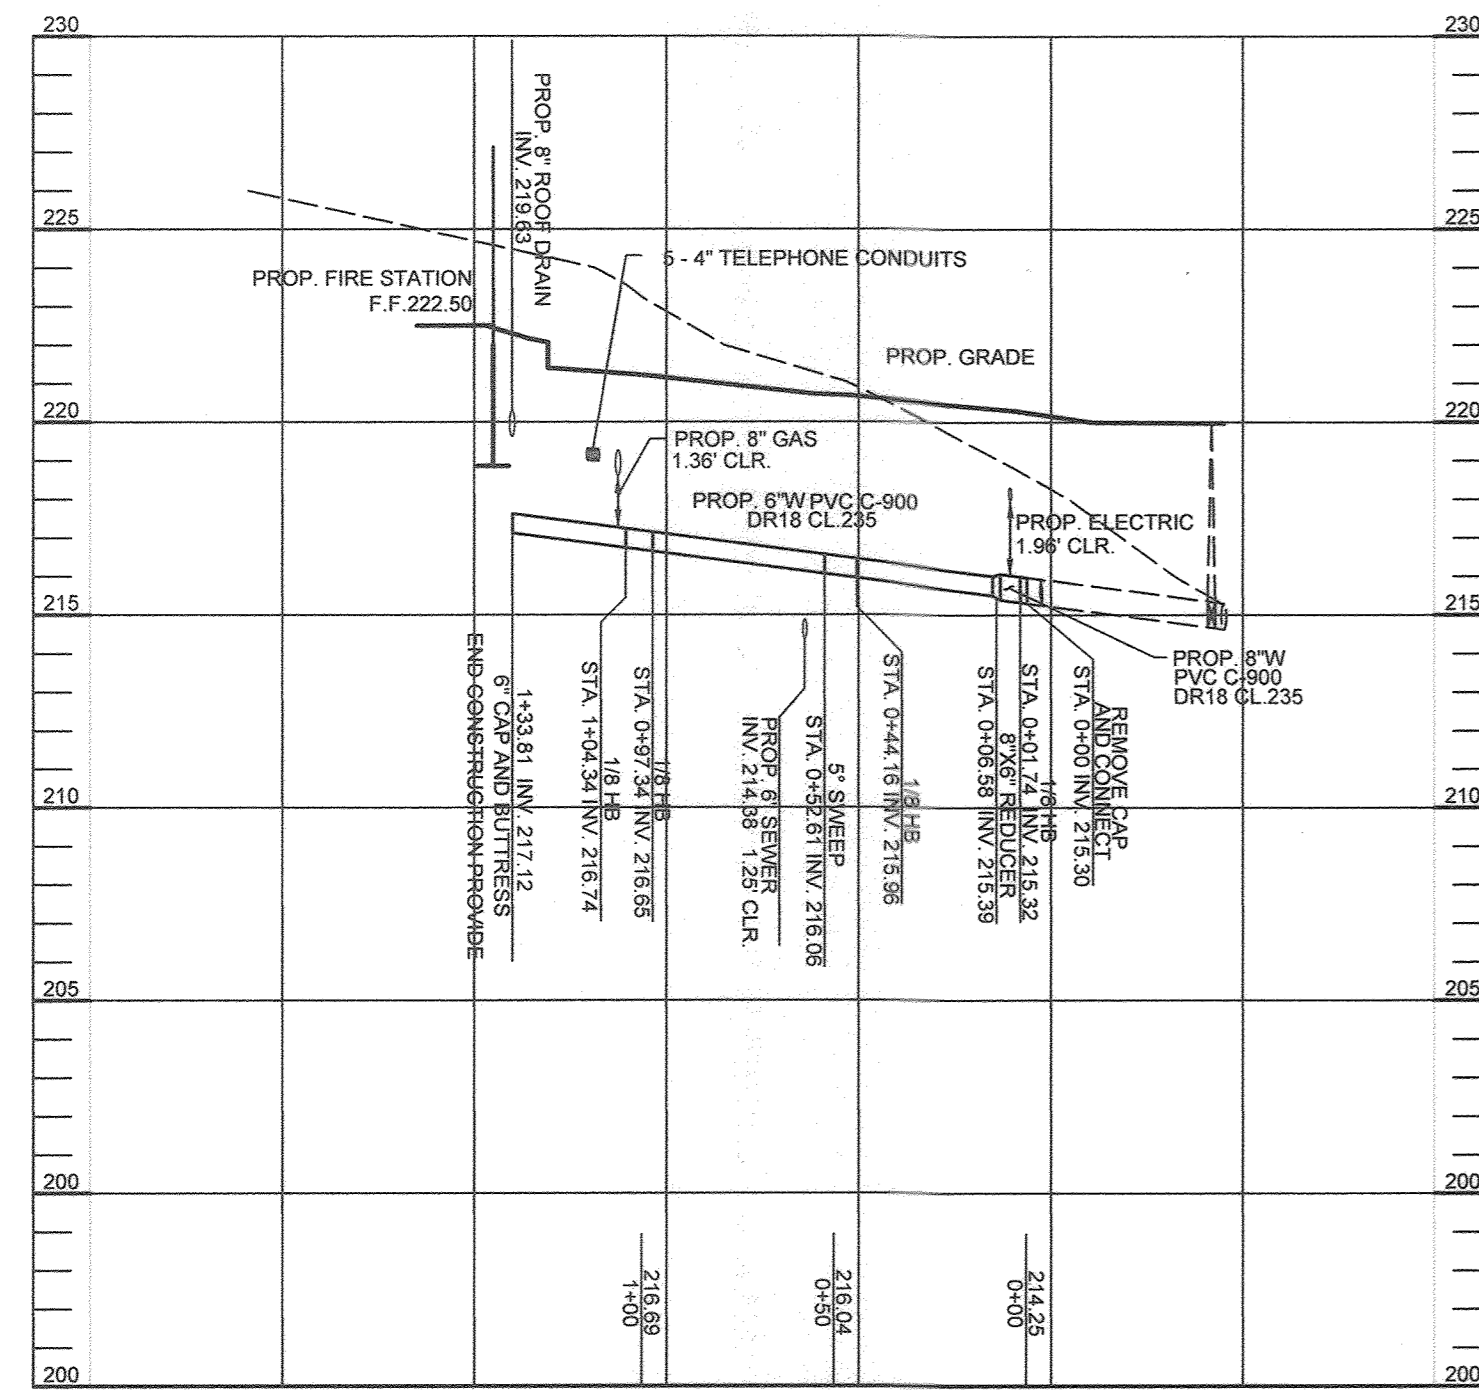 230
230
PROP. 8" ROOF DRAIN
INV. 219.63
225
225
5 - 4" TELEPHONE CONDUITS
PROP. FIRE STATION
F.F.222.50
PROP. GRADE
220
220
PROP. 8" GAS
1.36' CLR.
PROP. 6"W PVC C-900
DR18 CL.235
PROP. ELECTRIC
1.96' CLR.
215
215
PROP. 8"W
PVC C-900
DR18 CL.235
1+33.81 INV. 217.12
6" CAP AND BUTTRESS
END CONSTRUCTION PROVIDE
1/8 HB
STA. 1+04.34 INV. 216.74
1/8 HB
STA. 0+97.34 INV. 216.65
PROP. 6' SEWER
INV. 214.38 1.25' CLR.
5° SWEEP
STA. 0+52.61 INV. 216.06
1/8 HB
STA. 0+44.16 INV. 215.96
8"X6" REDUCER
STA. 0+06.58 INV. 215.39
1/8 HB
STA. 0+01.74 INV. 215.32
REMOVE CAP
AND CONNECT
STA. 0+00 INV. 215.30
210
210
205
205
200
200
216.69
1+00
216.04
0+50
214.25
0+00
200
200